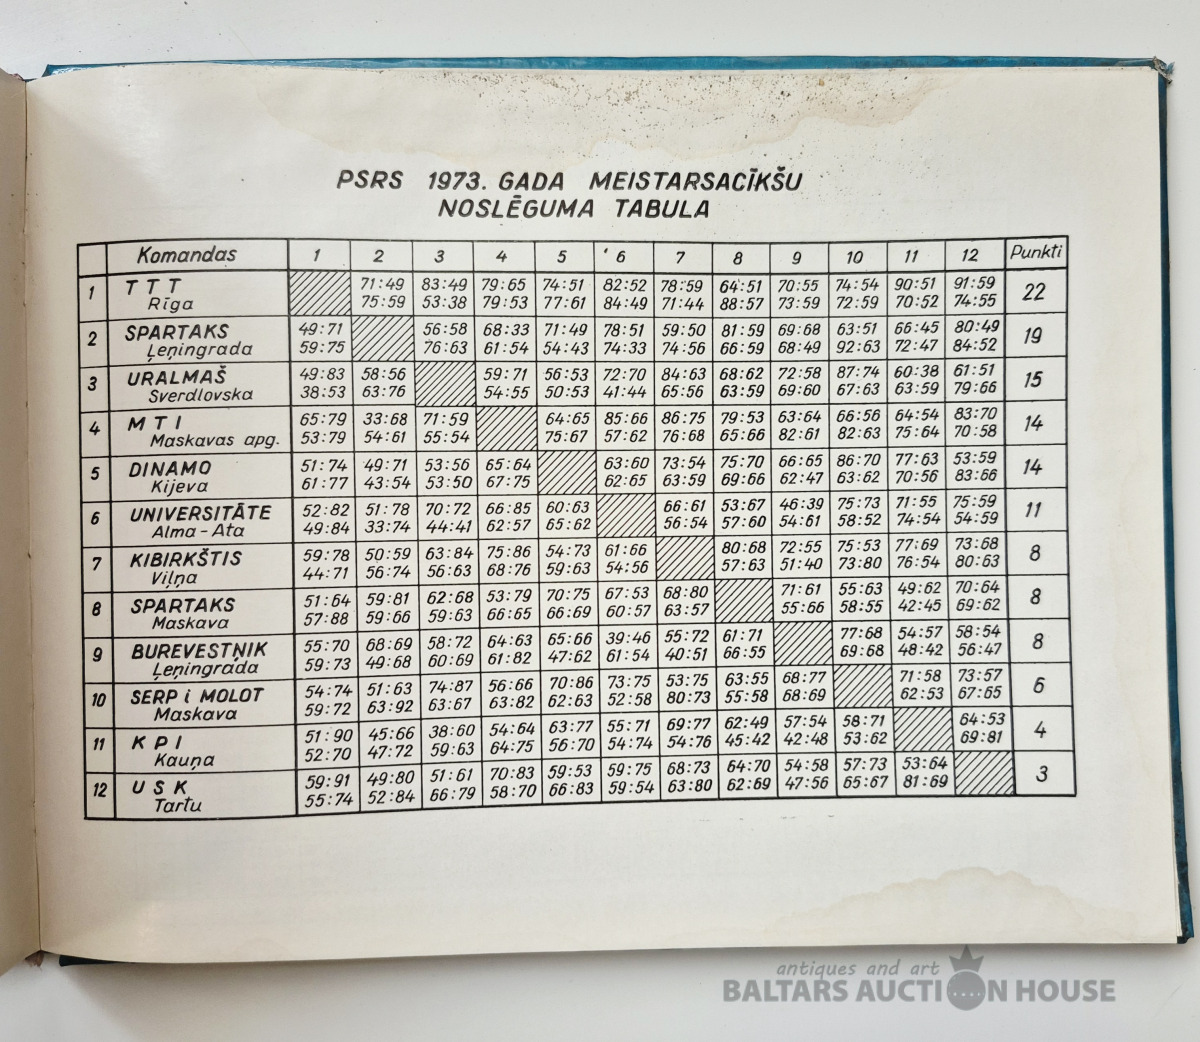 PSRS 1973. GADA MEISTARSACĪKŠU
NOSLĒGUMA TABULA
Komandas 1 2 3 4 5 6 7 8 9 10 11 12 Punkti
1 TTT 71:49 83:49 79:65 74:51 82:52 78:59 64:51 70:55 74:54 90:51 91:59 22
Rīga 75:59 53:38 79:53 77:61 84:49 71:44 88:57 73:59 72:59 70:52 74:55
2 SPARTAKS 49:71 56:58 68:33 71:49 78:51 59:50 81:59 69:68 63:51 66:45 80:49 19
Ļeņingrada 59:75 76:63 61:54 54:43 74:33 74:56 66:59 68:49 92:63 72:47 84:52
3 URALMAŠ 49:83 58:56 59:71 56:53 72:70 84:63 68:62 72:58 87:74 60:38 61:51 15
Sverdlovska 38:53 63:76 54:55 50:53 41:44 65:56 63:59 69:60 67:63 63:59 79:66
4 MTI 65:79 33:68 71:59 64:65 85:66 86:75 79:53 63:64 66:56 64:54 83:70 14
Maskavas apg. 53:79 54:61 55:54 75:67 57:62 76:68 65:66 82:61 82:63 75:64 70:58
5 DINAMO 51:74 49:71 53:56 65:64 63:60 73:54 75:70 66:65 86:70 77:63 53:59 14
Kijeva 61:77 43:54 53:50 67:75 62:65 63:59 69:66 62:47 63:62 70:56 83:66
6 UNIVERSITĀTE 52:82 51:78 70:72 66:85 60:63 66:61 53:67 46:39 75:73 71:55 75:59 11
Alma-Ata 49:84 33:74 44:41 62:57 65:62 56:54 57:60 54:61 58:52 74:54 54:59
7 KIBIRKŠTIS 59:78 50:59 63:84 75:86 54:73 61:66 80:68 72:55 75:53 77:69 73:68 8
Viļņa 44:71 56:74 56:63 68:76 59:63 54:56 57:63 51:40 73:80 76:54 80:63
8 SPARTAKS 51:64 59:81 62:68 53:79 70:75 67:53 68:80 71:61 55:63 49:62 70:64 8
Maskava 57:88 59:66 59:63 66:65 66:69 60:57 63:57 55:66 58:55 42:45 69:62
9 BUREVESTŅIK 55:70 68:69 58:72 64:63 65:66 39:46 55:72 61:71 77:68 54:57 58:54 8
Ļeņingrada 59:73 49:68 60:69 61:82 47:62 61:54 40:51 66:55 69:68 48:42 56:47
10 SERP i MOLOT 54:74 51:63 74:87 56:66 70:86 73:75 53:75 63:55 68:77 71:58 73:57 6
Maskava 59:72 63:92 63:67 63:82 62:63 52:58 80:73 55:58 68:69 62:53 67:65
11 KPI 51:90 45:66 38:60 54:64 63:77 55:71 69:77 62:49 57:54 58:71 64:53 4
Kauņa 52:70 47:72 59:63 64:75 56:70 54:74 54:76 45:42 42:48 53:62 69:81
12 USK 59:91 49:80 51:61 70:83 59:53 59:75 68:73 64:70 54:58 57:73 53:64 3
Tartu 55:74 52:84 66:79 58:70 66:83 59:54 63:80 62:69 47:56 65:67 81:69
antiques and art
BALTARS AUCTION HOUSE